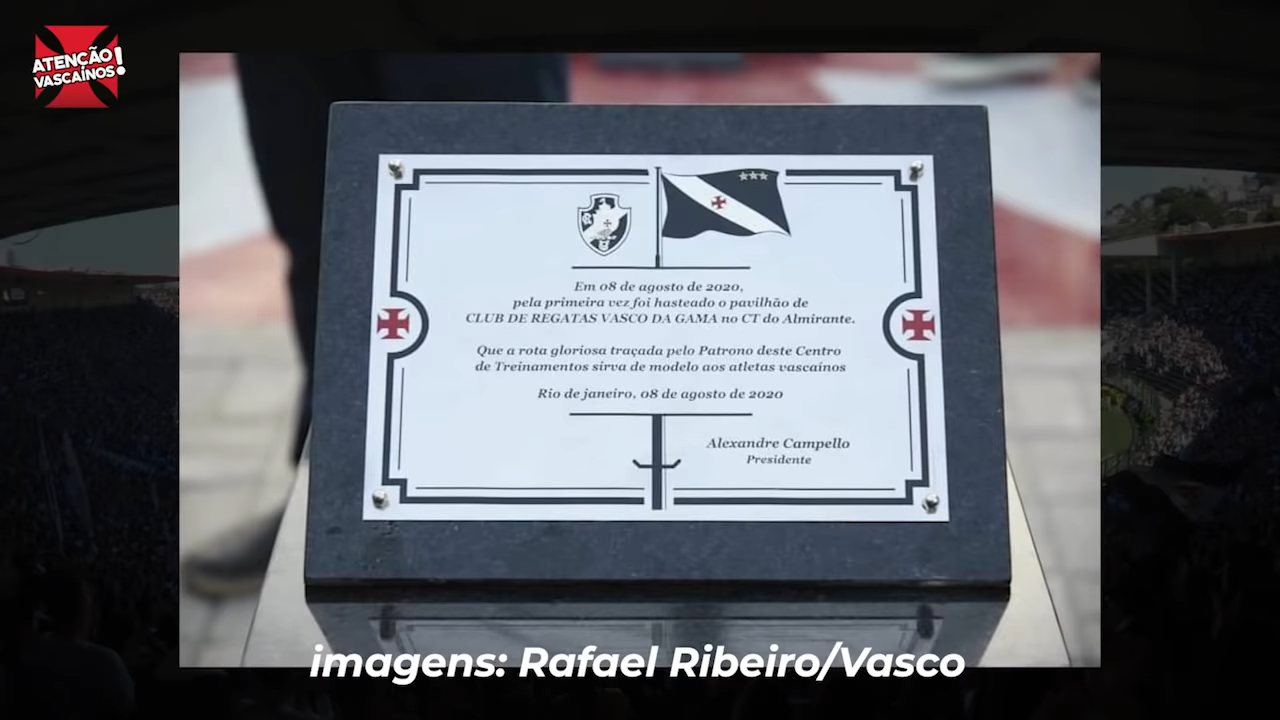 ATENÇÃO
VASCAÍNOS!
Em 08 de agosto de 2020,
pela primeira vez foi hasteado o pavilhão de
CLUB DE REGATAS VASCO DA GAMA no CT do Almirante.
Que a rota gloriosa traçada pelo Patrono deste Centro
de Treinamentos sirva de modelo aos atletas vascaínos
Rio de janeiro, 08 de agosto de 2020
Alexandre Campello
Presidente
imagens: Rafael Ribeiro/Vasco